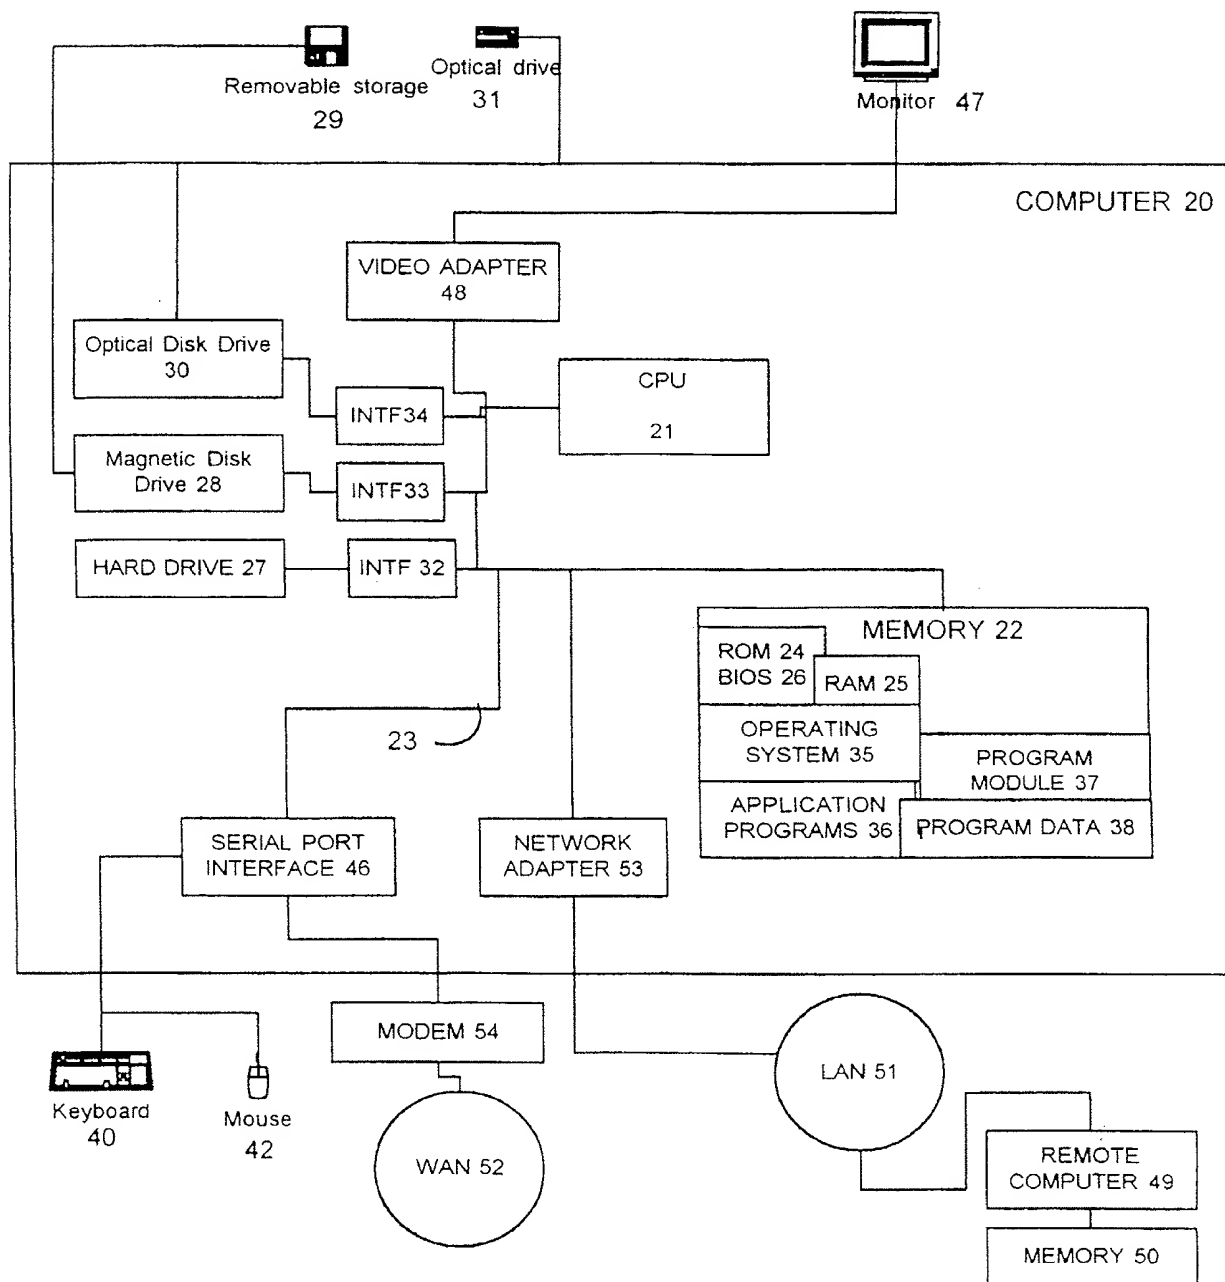 Removable storage
29
Optical drive
31
Monitor 47
COMPUTER 20
VIDEO ADAPTER
48
Optical Disk Drive
30
CPU
21
INTF34
Magnetic Disk
Drive 28
INTF33
HARD DRIVE 27
INTF 32
MEMORY 22
ROM 24
BIOS 26
RAM 25
23
OPERATING
SYSTEM 35
PROGRAM
MODULE 37
APPLICATION
PROGRAMS 36
PROGRAM DATA 38
SERIAL PORT
INTERFACE 46
NETWORK
ADAPTER 53
MODEM 54
LAN 51
Keyboard
40
Mouse
42
WAN 52
REMOTE
COMPUTER 49
MEMORY 50